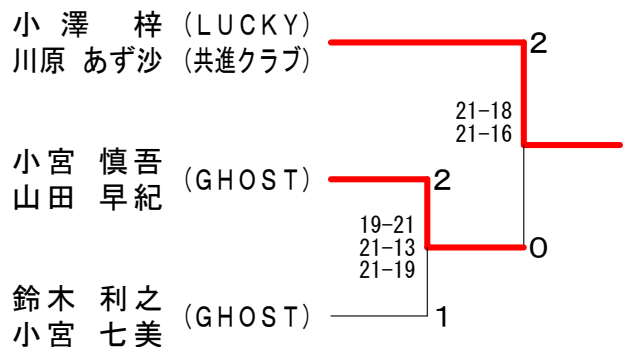 小澤 梓 (LUCKY)
川原 あず沙 (共進クラブ)
2
21-18
21-16
小宮 慎吾
山田 早紀
(GHOST)
2
19-21
21-13
21-19
0
鈴木 利之
小宮 七美
(GHOST)
1